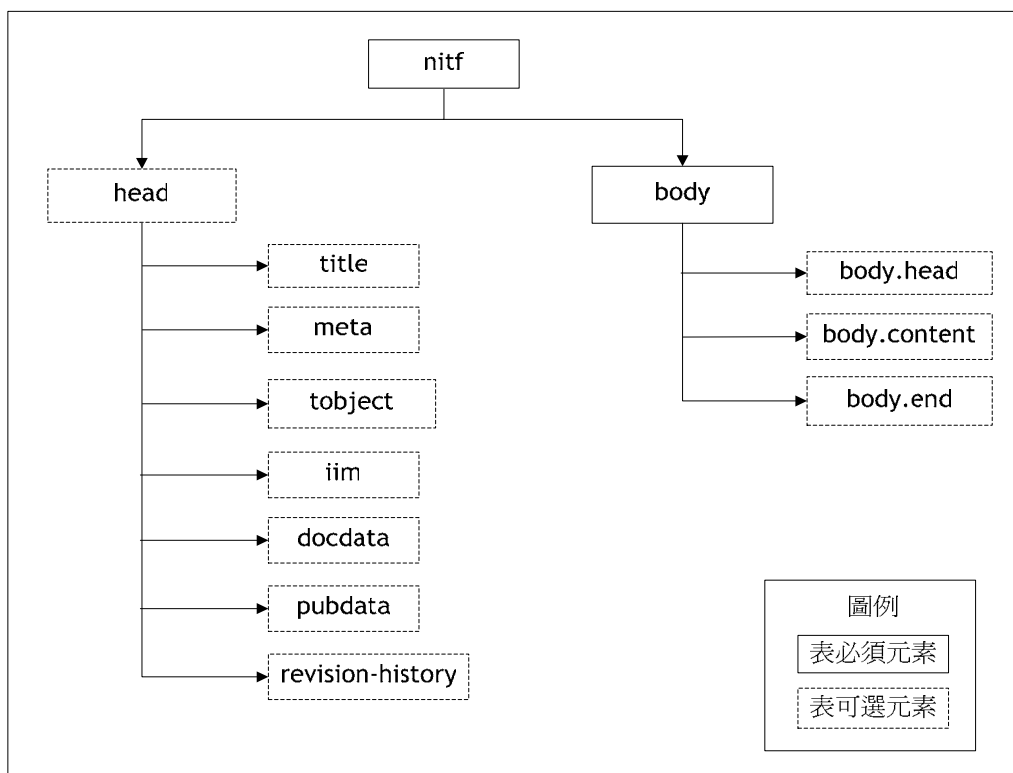 nitf
head
body
title
meta
tobject
iim
docdata
pubdata
revision-history
body.head
body.content
body.end
圖例
表必須元素
表可選元素